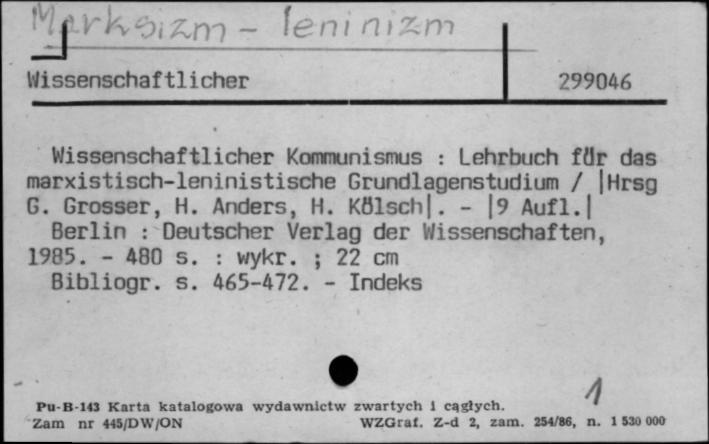 Marksizm - leninizm
Wissenschaftlicher 299046
Wissenschaftlicher Kommunismus : Lehrbuch für das
marxistisch-leninistische Grundlagenstudium / |Hrsg
G. Grosser, H. Anders, H. Kölsch|. - |9 Aufl.|
Berlin : Deutscher Verlag der Wissenschaften,
1985. - 480 s. : wykr. ; 22 cm
Bibliogr. s. 465-472. - Indeks
1
Pu-B-143 Karta katalogowa wydawnictw zwartych i ciągłych.
Zam nr 445/DW/ON WZGraf. Z-d 2, zam. 254/86, n. 1 530 000